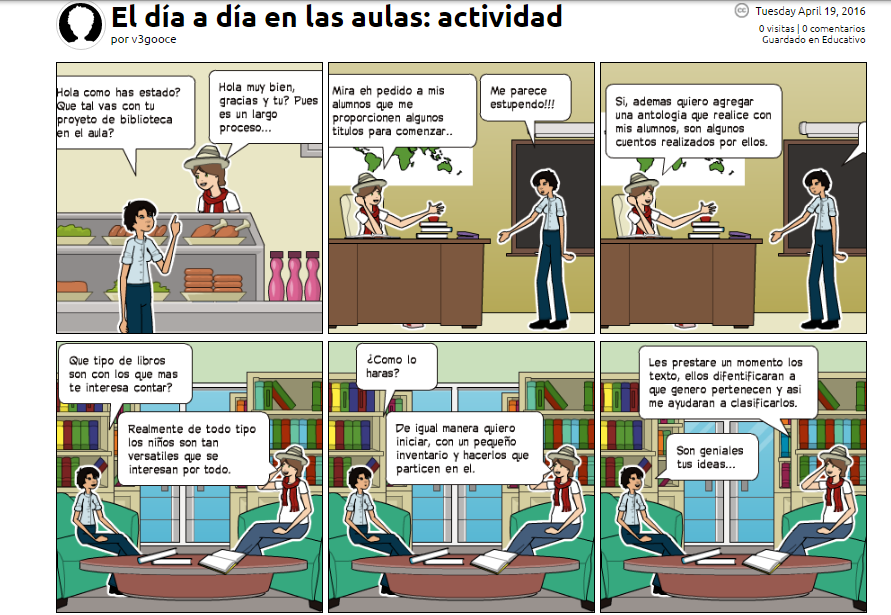 El día a día en las aulas: actividad
por v3gooce
cc
Tuesday April 19, 2016
0 visitas | 0 comentarios
Guardado en Educativo
Hola como has estado?
Que tal vas con tu
proyeto de biblioteca
en el aula?
Hola muy bien,
gracias y tu? Pues
es un largo
proceso...
Mira eh pedido a mis
alumnos que me
proporcionen algunos
titulos para comenzar..
Me parece
estupendo!!!
Si, ademas quiero agregar
una antologia que realice con
mis alumnos, son algunos
cuentos realizados por ellos.
Que tipo de libros
son con los que mas
te interesa contar?
Realmente de todo tipo
los niños son tan
versatiles que se
interesan por todo.
¿Como lo
haras?
De igual manera quiero
iniciar, con un pequeño
inventario y hacerlos que
particen en el.
Les prestare un momento los
texto, ellos difentificaran a
que genero pertenecen y asi
me ayudaran a clasificarlos.
Son geniales
tus ideas...